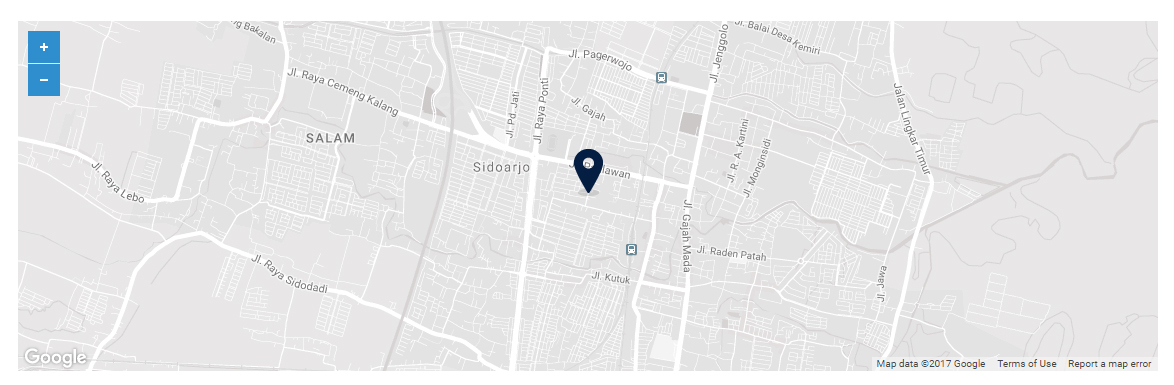 ng Bakalan
Jl. Balai Desa Kemiri
+
Jl. Pagerwojo
Jl. Jenggolo
−
Jl. Raya Cemeng Kalang
Jl. Raya Ponti
Jl. Pd. Jati
Jl. Gajah
Jalan Lingkar Timur
SALAM
Jl. R. A. Kartini
Jl. Monginsidi
Sidoarjo
lawan
Jl. Raya Lebo
Jl. Gajah Mada
Jl. Raden Patah
Jl. Raya Sidodadi
Jl. Kutuk
Jl. Jawa
Google
Map data ©2017 Google Terms of Use Report a map error